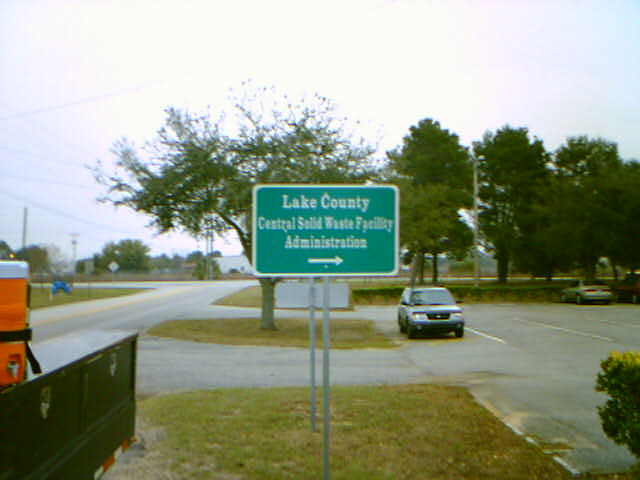 Lake County
Central Solid Waste Facility
Administration